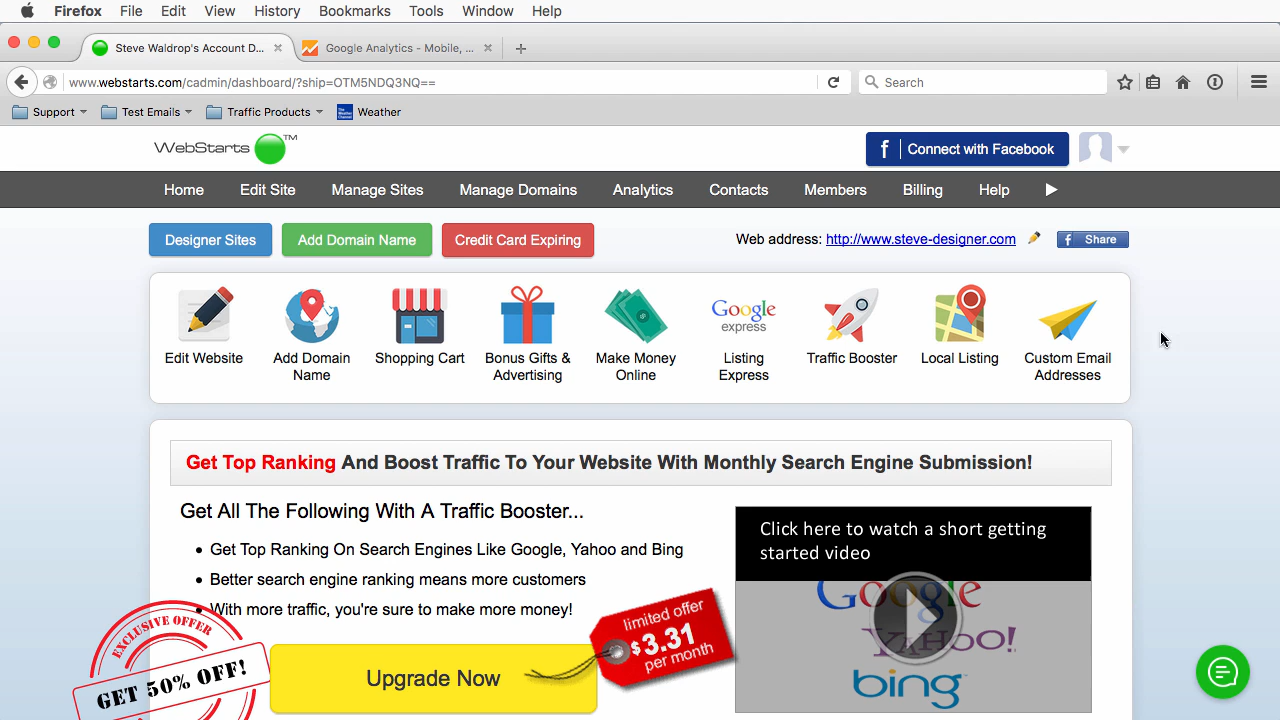 Firefox File Edit View History Bookmarks Tools Window Help
Steve Waldrop's Account D... × Google Analytics - Mobile, ... × +
www.webstarts.com/cadmin/dashboard/?ship=OTM5NDQ3NQ== Search
Support Test Emails Traffic Products The Weather Channel Weather
WebStarts TM
f Connect with Facebook
Home Edit Site Manage Sites Manage Domains Analytics Contacts Members Billing Help
Designer Sites Add Domain Name Credit Card Expiring Web address: http://www.steve-designer.com f Share
Google
express
Edit Website Add Domain Shopping Cart Bonus Gifts & Make Money Listing Traffic Booster Local Listing Custom Email
Name Advertising Online Express Addresses
Get Top Ranking And Boost Traffic To Your Website With Monthly Search Engine Submission!
Get All The Following With A Traffic Booster...
• Get Top Ranking On Search Engines Like Google, Yahoo and Bing
• Better search engine ranking means more customers
• With more traffic, you're sure to make more money!
Click here to watch a short getting
started video
Google
YAHOO!
bing
EXCLUSIVE OFFER
GET 50% OFF!
Upgrade Now
limited offer
$3.31
per month